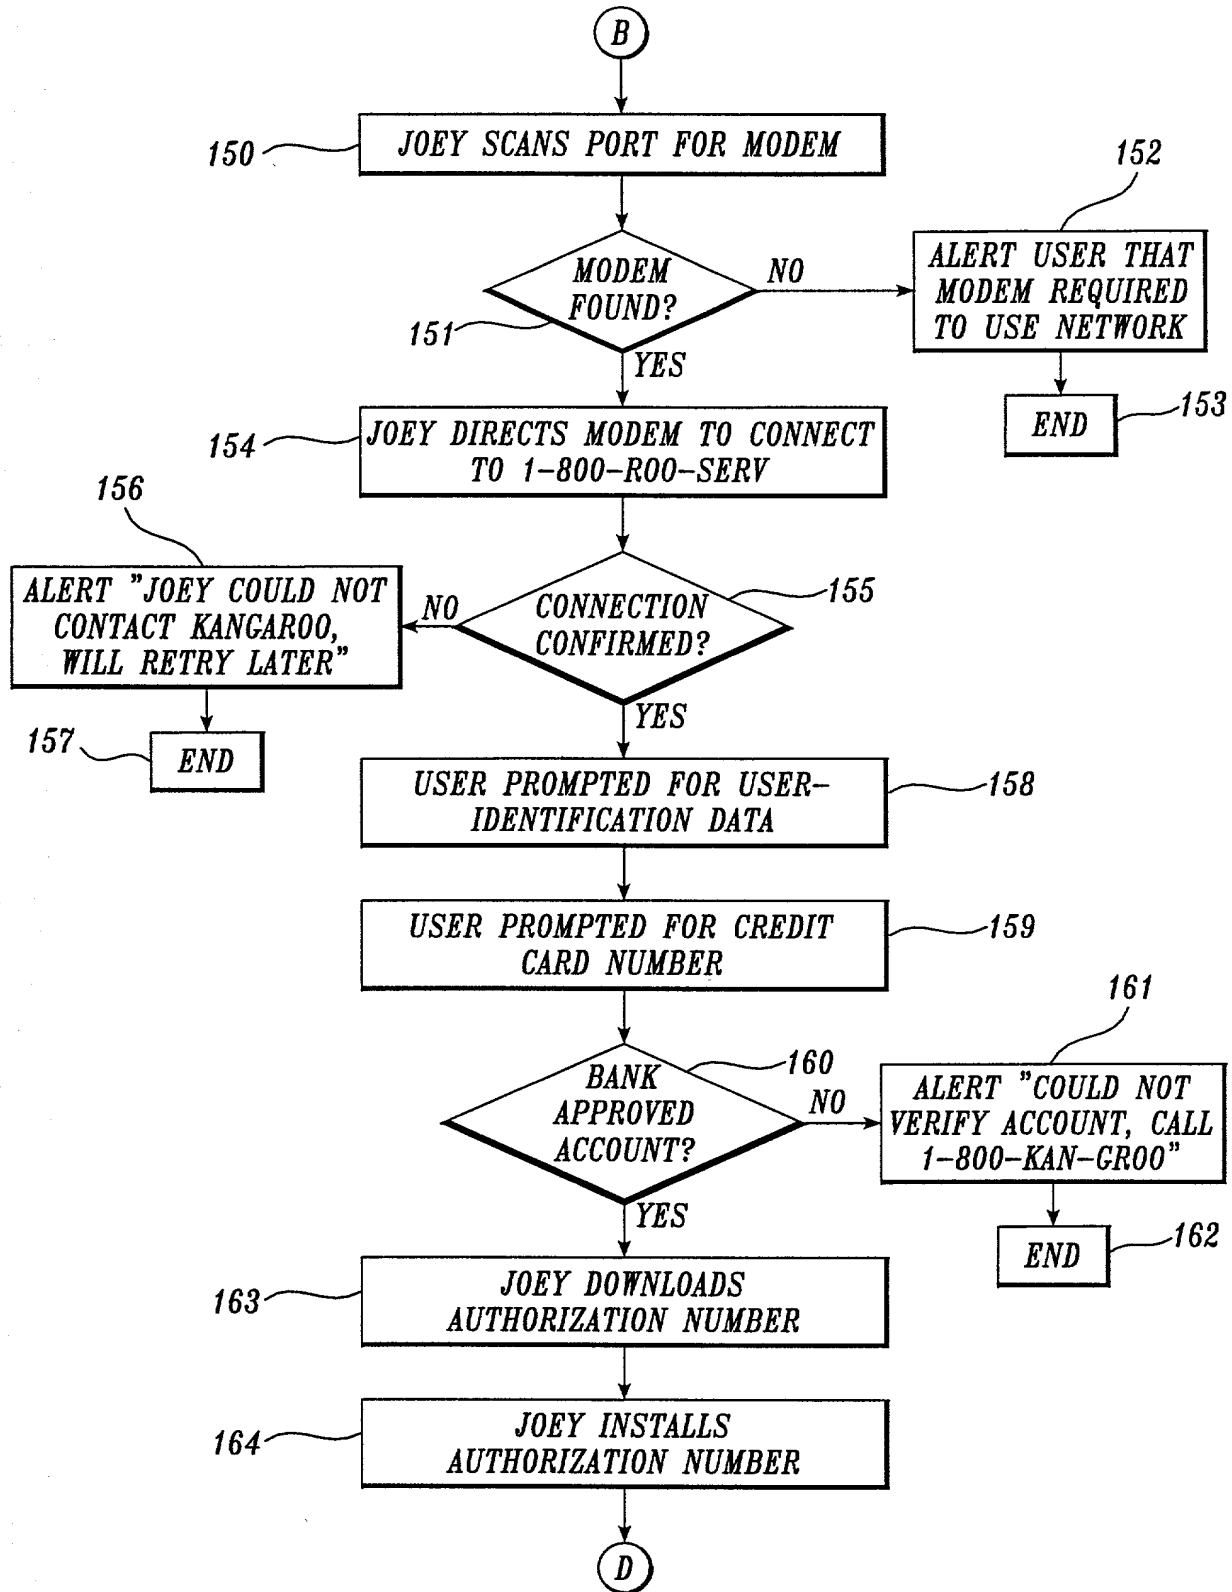 B
JOEY SCANS PORT FOR MODEM
150
152
MODEM
FOUND?
NO
151
YES
ALERT USER THAT
MODEM REQUIRED
TO USE NETWORK
END
153
JOEY DIRECTS MODEM TO CONNECT
TO 1-800-ROO-SERV
154
156
CONNECTION
CONFIRMED?
155
NO
YES
ALERT "JOEY COULD NOT
CONTACT KANGAROO,
WILL RETRY LATER"
157
END
USER PROMPTED FOR USER-
IDENTIFICATION DATA
158
USER PROMPTED FOR CREDIT
CARD NUMBER
159
161
BANK
APPROVED
ACCOUNT?
160
NO
YES
ALERT "COULD NOT
VERIFY ACCOUNT, CALL
1-800-KAN-GROO"
END
162
JOEY DOWNLOADS
AUTHORIZATION NUMBER
163
JOEY INSTALLS
AUTHORIZATION NUMBER
164
D